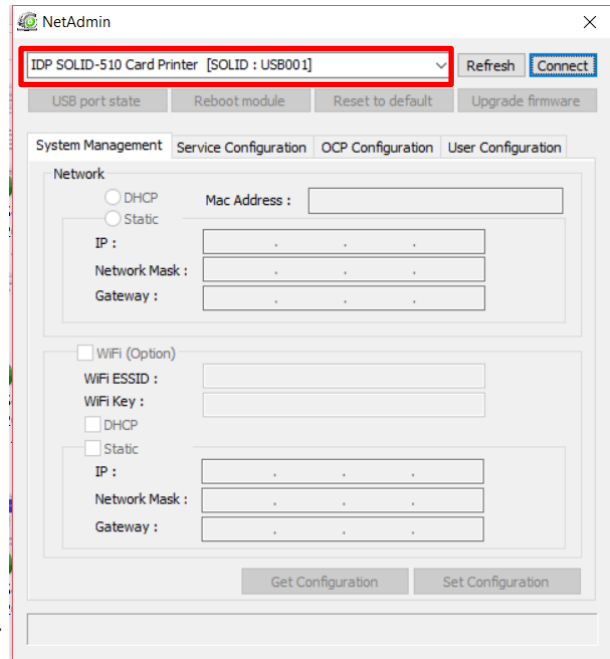 NetAdmin
IDP SOLID-510 Card Printer [SOLID : USB001] Refresh Connect
USB port state Reboot module Reset to default Upgrade firmware
System Management Service Configuration OCP Configuration User Configuration
Network
DHCP Mac Address :
Static
IP : . . .
Network Mask : . . .
Gateway : . . .
WiFi (Option)
WiFi ESSID :
WiFi Key :
DHCP
Static
IP : . . .
Network Mask : . . .
Gateway : . . .
Get Configuration Set Configuration